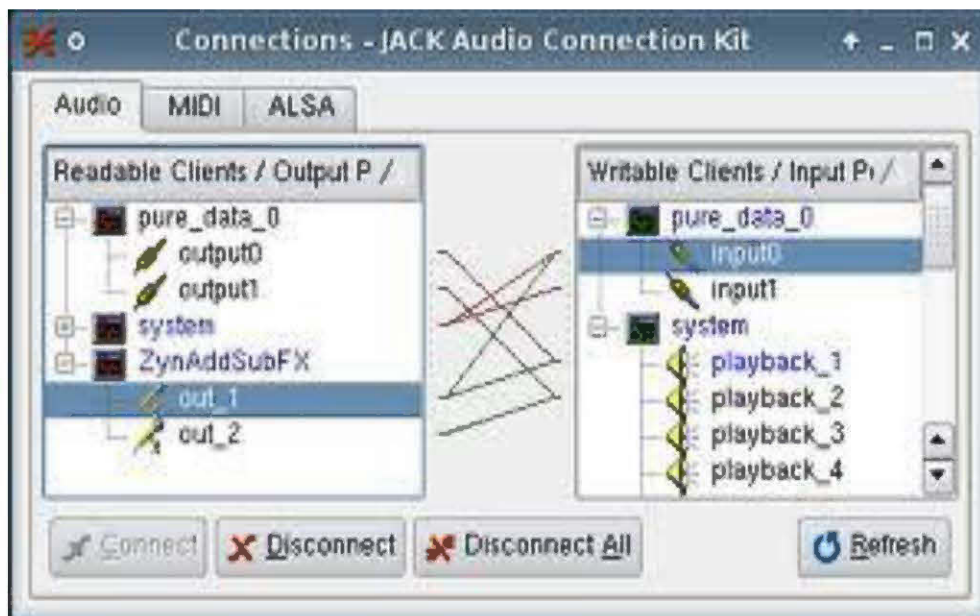 Connections - JACK Audio Connection Kit
Audio MIDI ALSA
Readable Clients / Output P /
pure_data_0
output0
output1
system
ZynAddSubFX
out_1
out_2
Writable Clients / Input P /
pure_data_0
input0
input1
system
playback_1
playback_2
playback_3
playback_4
Connect Disconnect Disconnect All Refresh